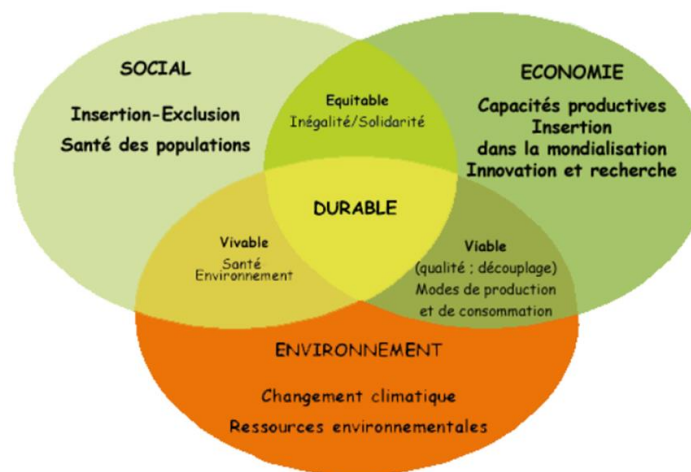 SOCIAL
Insertion-Exclusion
Santé des populations
Equitable
Inégalité/Solidarité
ECONOMIE
Capacités productives
Insertion
dans la mondialisation
Innovation et recherche
DURABLE
Vivable
Santé
Environnement
Viable
(qualité ; découplage)
Modes de production
et de consommation
ENVIRONNEMENT
Changement climatique
Ressources environnementales